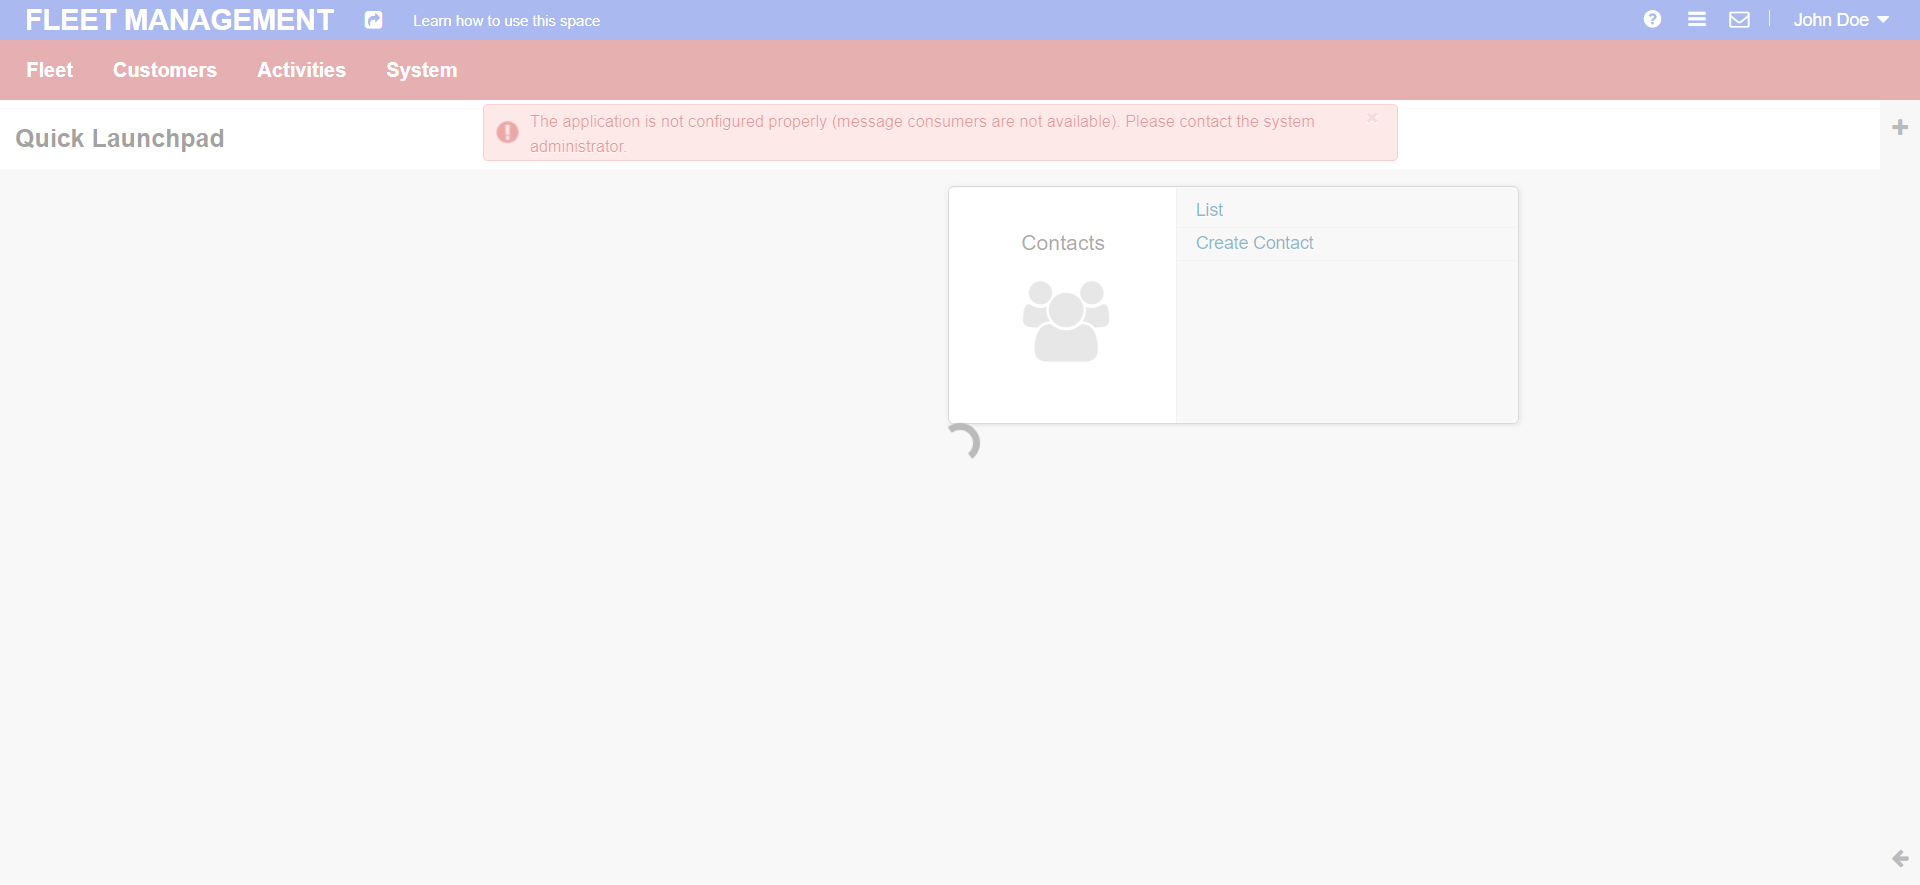 FLEET MANAGEMENT
Learn how to use this space
John Doe
Fleet
Customers
Activities
System
Quick Launchpad
The application is not configured properly (message consumers are not available). Please contact the system
administrator.
Contacts
List
Create Contact